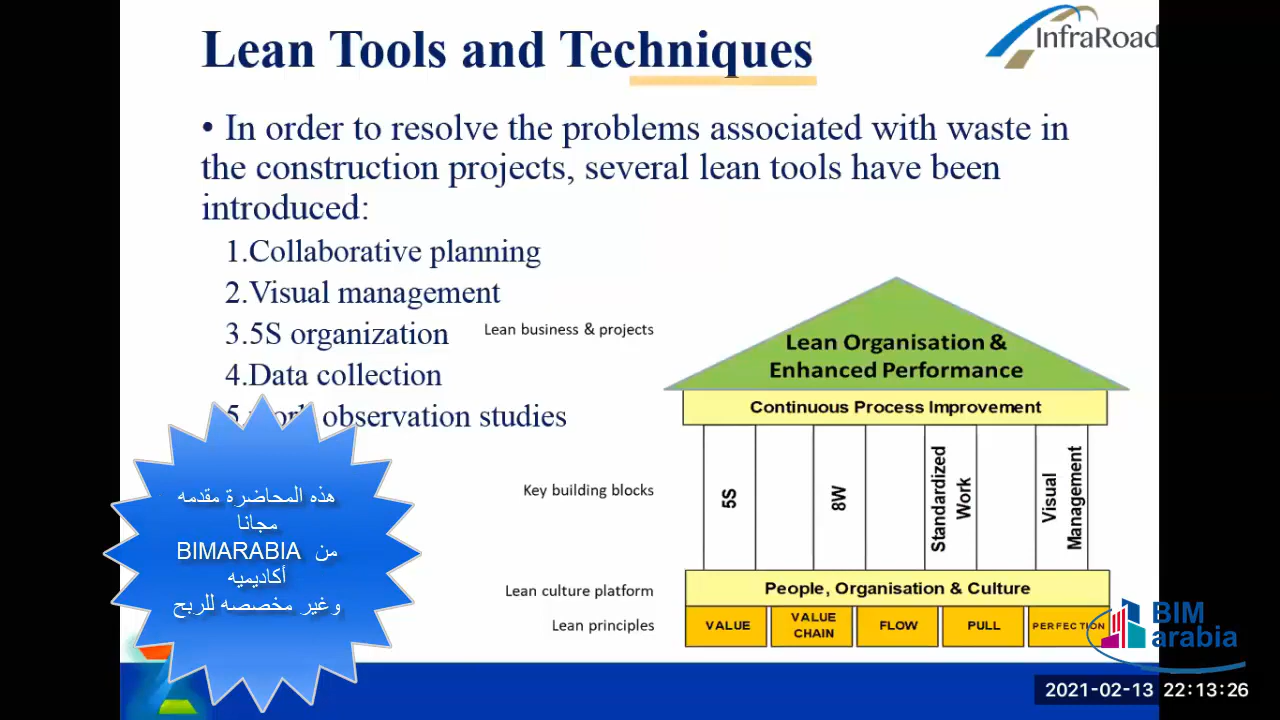 Lean Tools and Techniques
InfraRoad
• In order to resolve the problems associated with waste in
the construction projects, several lean tools have been
introduced:
1.Collaborative planning
2.Visual management
3.5S organization
4.Data collection
5. observation studies
Lean business & projects
Lean Organisation &
Enhanced Performance
Continuous Process Improvement
Key building blocks
5S
8W
Standardized
Work
Visual
Management
Lean culture platform
People, Organisation & Culture
Lean principles
VALUE
VALUE
CHAIN
FLOW
PULL
PERFECTION
هذه المحاضرة مقدمه
مجانا
من BIMARABIA
أكاديميه
وغير مخصصه للربح
BIM
arabia
2021-02-13 22:13:26